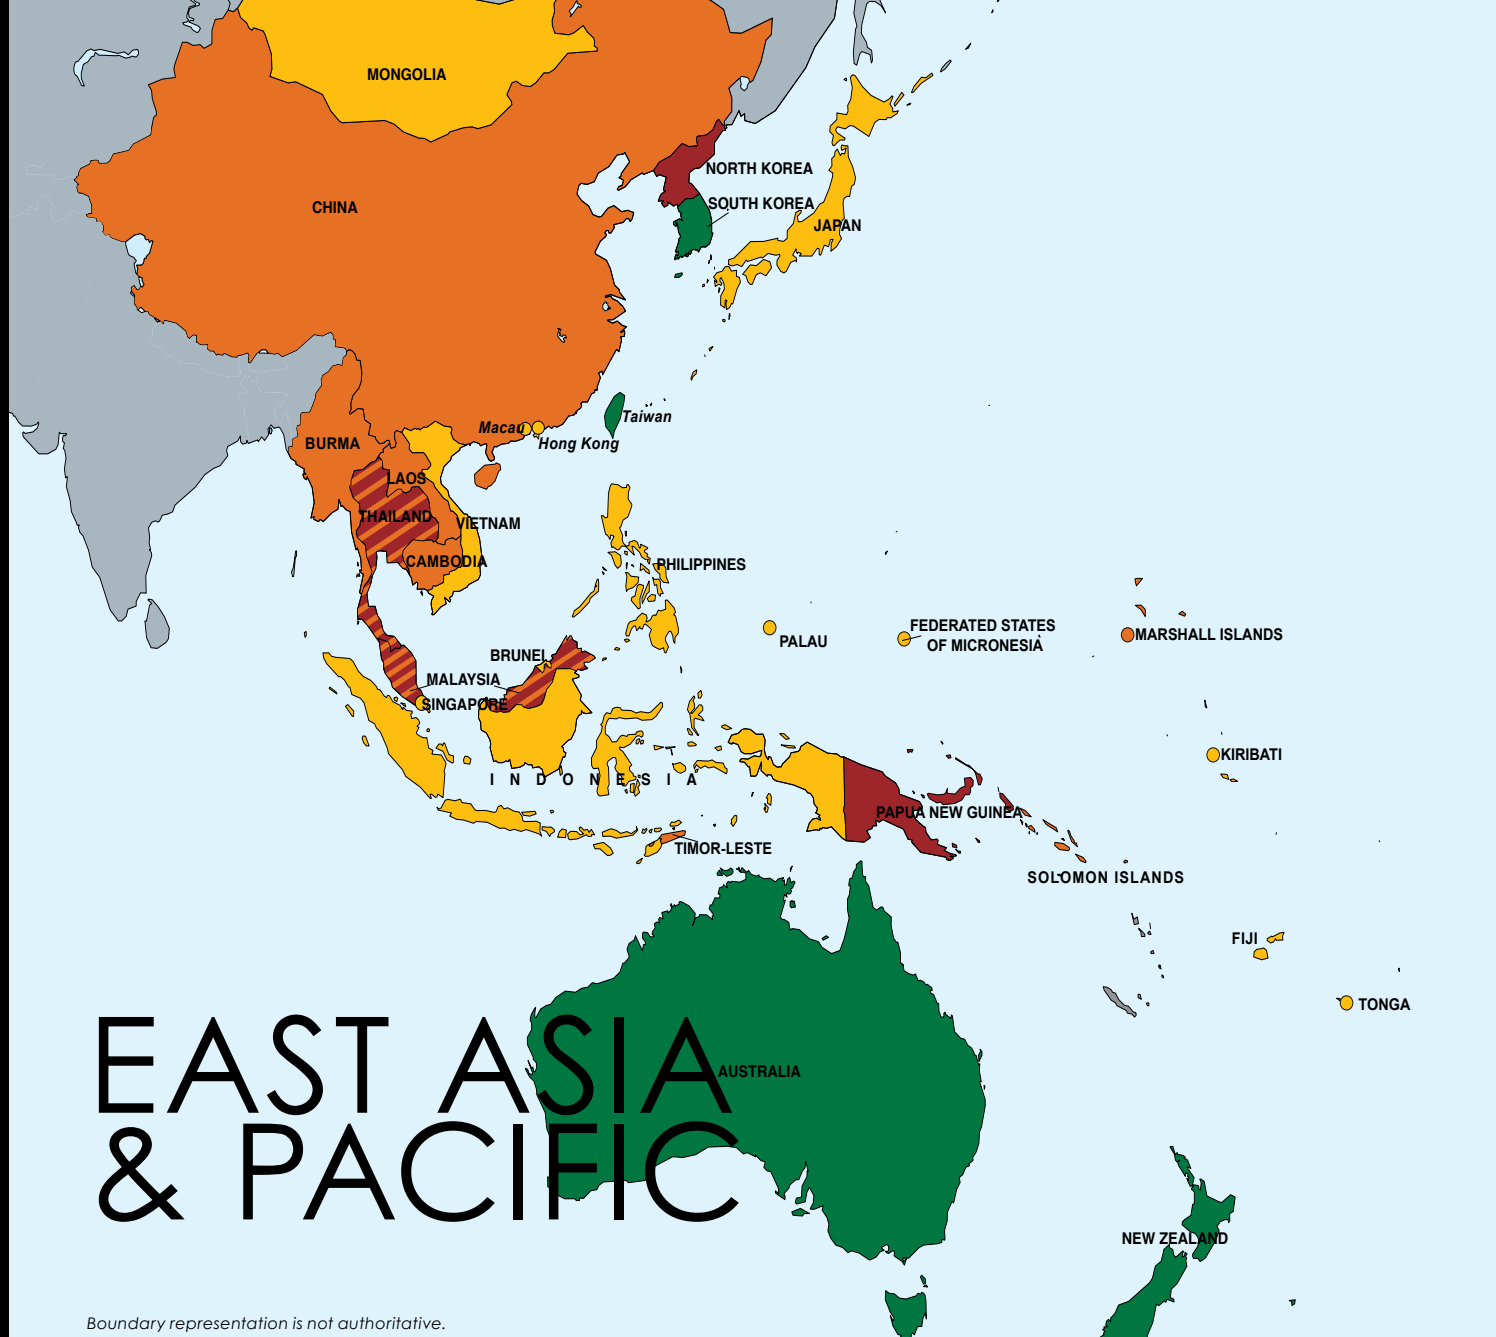 MONGOLIA
NORTH KOREA
CHINA
SOUTH KOREA
JAPAN
Taiwan
Macau
Hong Kong
BURMA
LAOS
THAILAND
VIETNAM
CAMBODIA
PHILIPPINES
FEDERATED STATES
OF MICRONESIA
MARSHALL ISLANDS
PALAU
BRUNEI
MALAYSIA
SINGAPORE
KIRIBATI
INDONESIA
PAPUA NEW GUINEA
TIMOR-LESTE
SOLOMON ISLANDS
FIJI
TONGA
EAST ASIA
& PACIFIC
AUSTRALIA
NEW ZEALAND
Boundary representation is not authoritative.